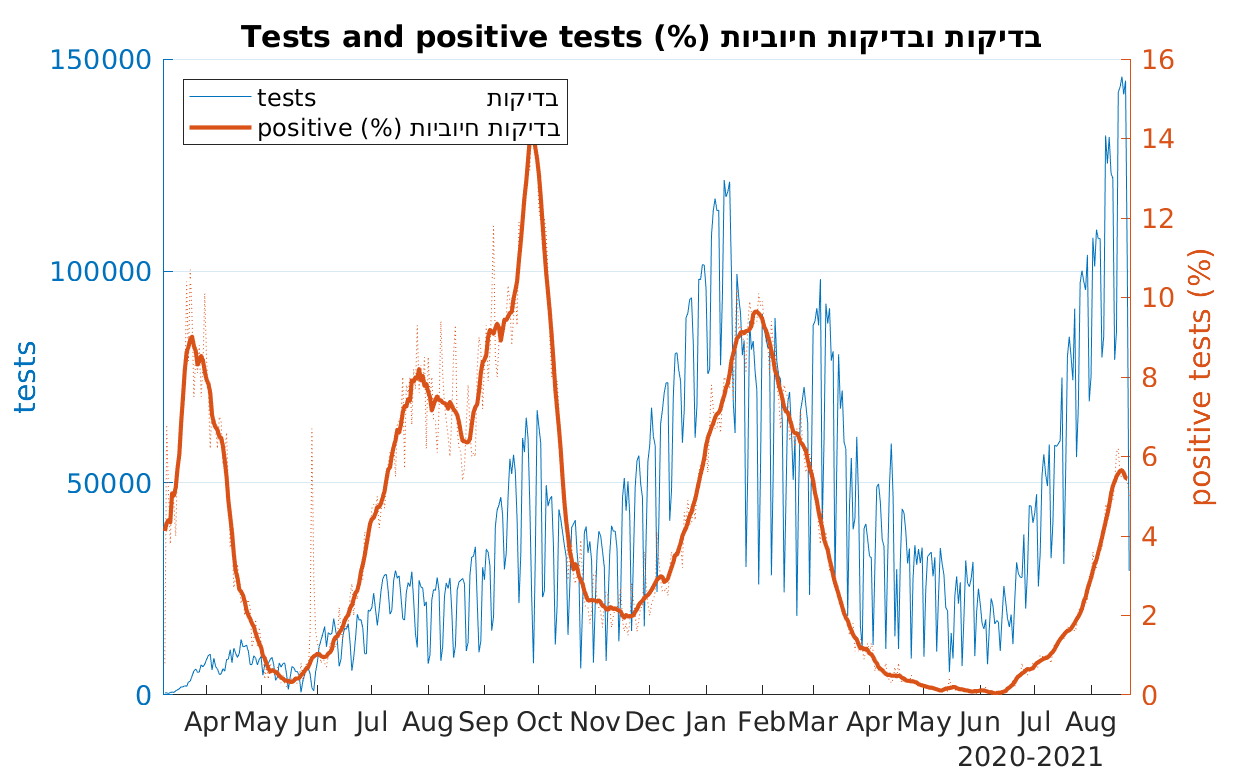 Tests and positive tests (%) בדיקות ובדיקות חיוביות
150000
100000
50000
0
tests
tests בדיקות
positive (%) בדיקות חיוביות
16
14
12
10
8
6
4
2
0
positive tests (%)
Apr May Jun Jul Aug Sep Oct Nov Dec Jan Feb Mar Apr May Jun Jul Aug
2020-2021